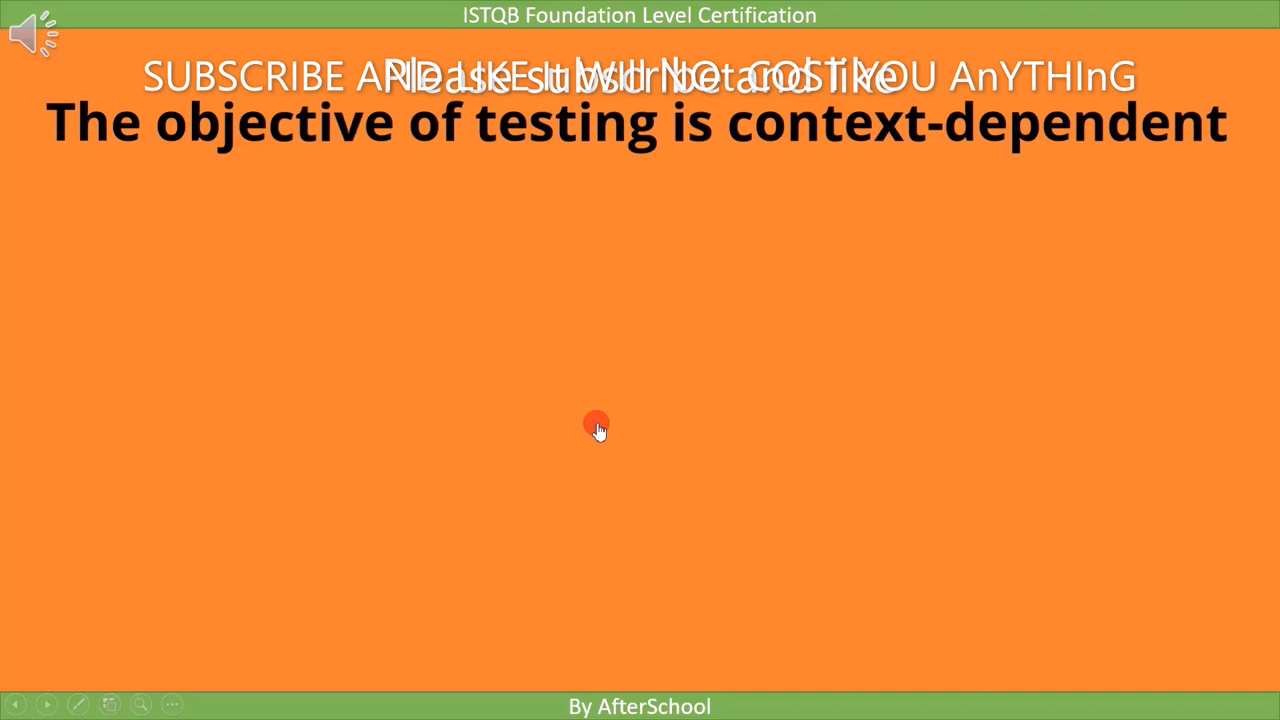 ISTQB Foundation Level Certification
SUBSCRIBE AND LIKE It WIll NOt COST YOU AnYTHInG
Please subscribe and like
The objective of testing is context-dependent
By AfterSchool